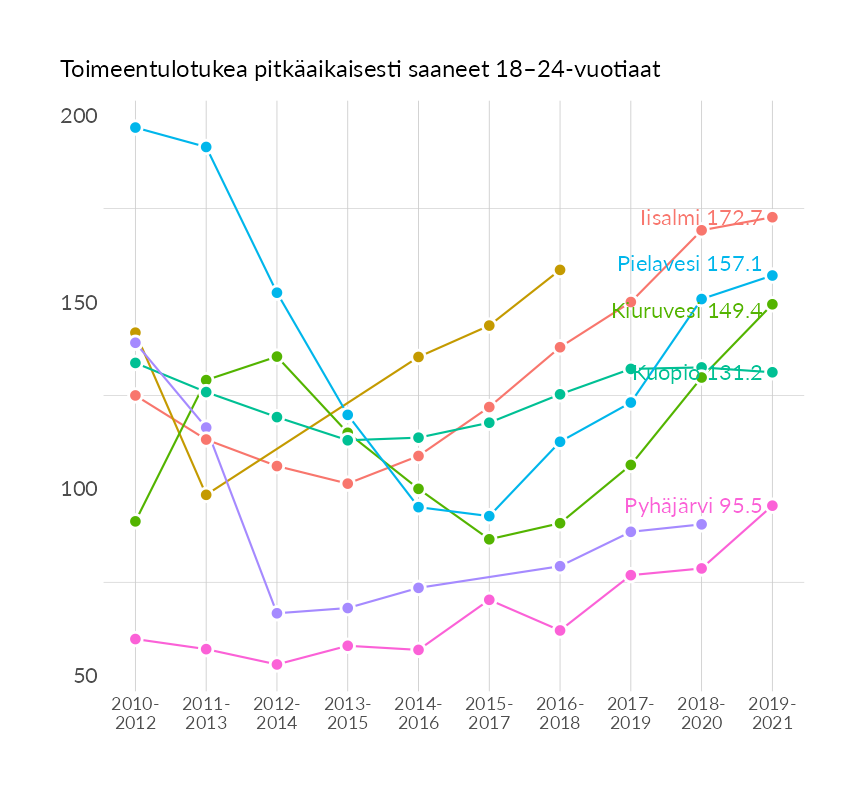 Toimeentulotukea pitkäaikaisesti saaneet 18–24-vuotiaat
200
150
100
50
Iisalmi 172.7
Pielavesi 157.1
Kiuruvesi 149.4
Kuopio 131.2
Pyhäjärvi 95.5
2010- 2011- 2012- 2013- 2014- 2015- 2016- 2017- 2018- 2019-
2012 2013 2014 2015 2016 2017 2018 2019 2020 2021